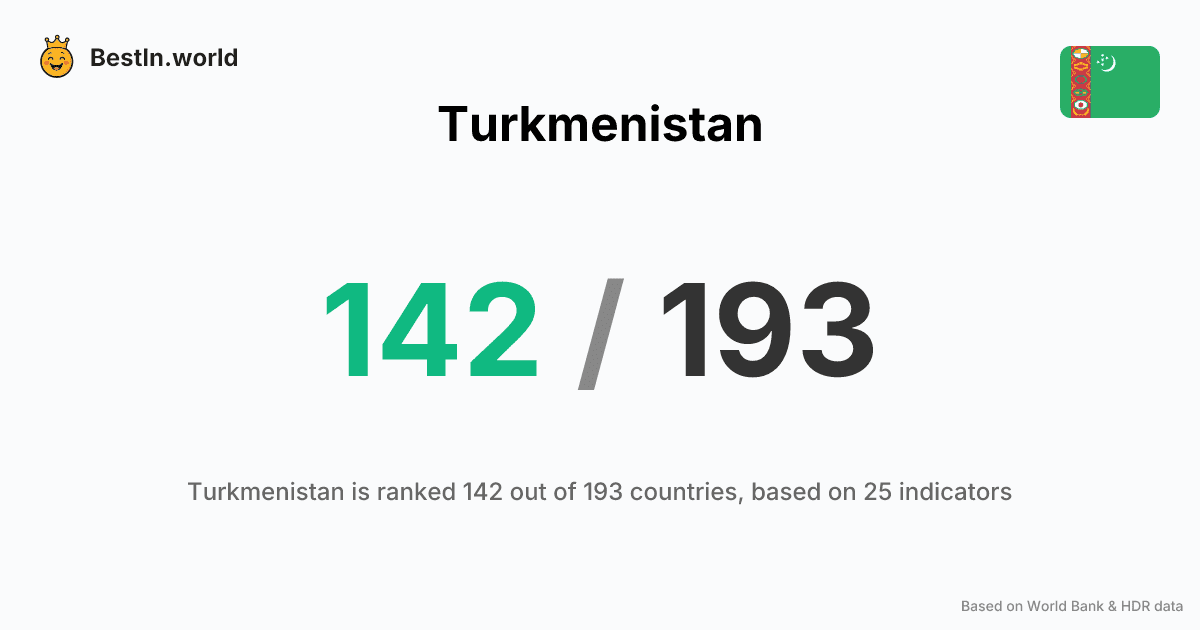 BestIn.world
Turkmenistan
142 / 193
Turkmenistan is ranked 142 out of 193 countries, based on 25 indicators
Based on World Bank & HDR data